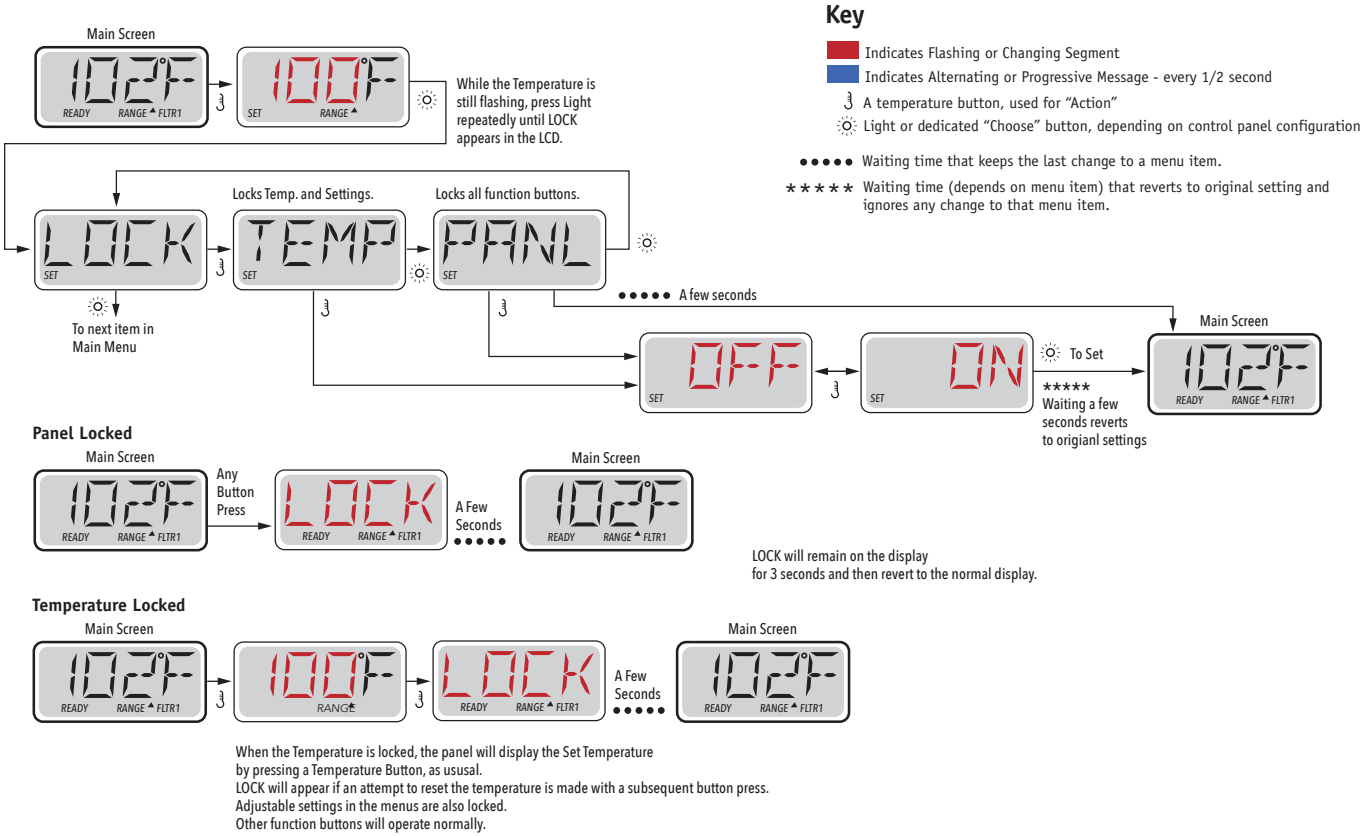 Main Screen
102°F
READY RANGE FLTR1
100°F
SET RANGE
While the Temperature is
still flashing, press Light
repeatedly until LOCK
appears in the LCD.
Key
Indicates Flashing or Changing Segment
Indicates Alternating or Progressive Message - every 1/2 second
A temperature button, used for “Action”
Light or dedicated “Choose” button, depending on control panel configuration
••••• Waiting time that keeps the last change to a menu item.
***** Waiting time (depends on menu item) that reverts to original setting and
ignores any change to that menu item.
LOCK
SET
To next item in
Main Menu
Locks Temp. and Settings.
TEMP
SET
Locks all function buttons.
PANL
SET
••••• A few seconds
OFF
SET
ON
SET
To Set
*****
Waiting a few
seconds reverts
to origianl settings
Main Screen
102°F
READY RANGE FLTR1
Panel Locked
Main Screen
102°F
READY RANGE FLTR1
Any
Button
Press
LOCK
READY RANGE FLTR1
A Few
Seconds
•••••
Main Screen
102°F
READY RANGE FLTR1
LOCK will remain on the display
for 3 seconds and then revert to the normal display.
Temperature Locked
Main Screen
102°F
READY RANGE FLTR1
100°F
RANGE
LOCK
READY RANGE FLTR1
A Few
Seconds
•••••
Main Screen
102°F
READY RANGE FLTR1
When the Temperature is locked, the panel will display the Set Temperature
by pressing a Temperature Button, as ususal.
LOCK will appear if an attempt to reset the temperature is made with a subsequent button press.
Adjustable settings in the menus are also locked.
Other function buttons will operate normally.